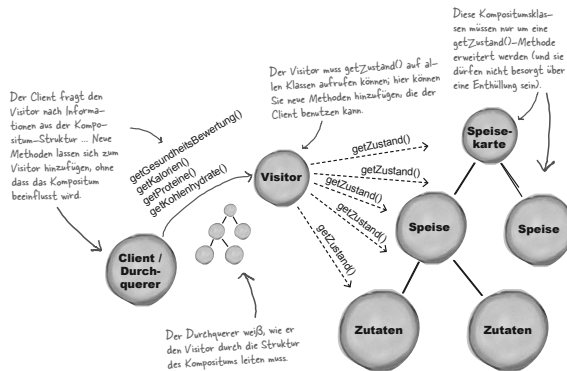 Der Client fragt den
Visitor nach Informa-
tionen aus der Kompo-
situm-Struktur ... Neue
Methoden lassen sich zum
Visitor hinzufügen, ohne
dass das Kompositum
beeinflusst wird.
getGesundheitsBewertung()
getKalorien()
getProteine()
getKohlenhydrate()
Client /
Durch-
querer
Der Durchquerer weiß, wie er
den Visitor durch die Struktur
des Kompositums leiten muss.
Der Visitor muss getZustand() auf al-
len Klassen aufrufen können; hier können
Sie neue Methoden hinzufügen, die der
Client benutzen kann.
Visitor
getZustand()
getZustand()
getZustand()
getZustand()
getZustand()
Diese Kompositumsklas-
sen müssen nur um eine
getZustand()-Methode
erweitert werden (und sie
dürfen nicht besorgt über
eine Enthüllung sein).
Speise-
karte
Speise
Speise
Zutaten
Zutaten